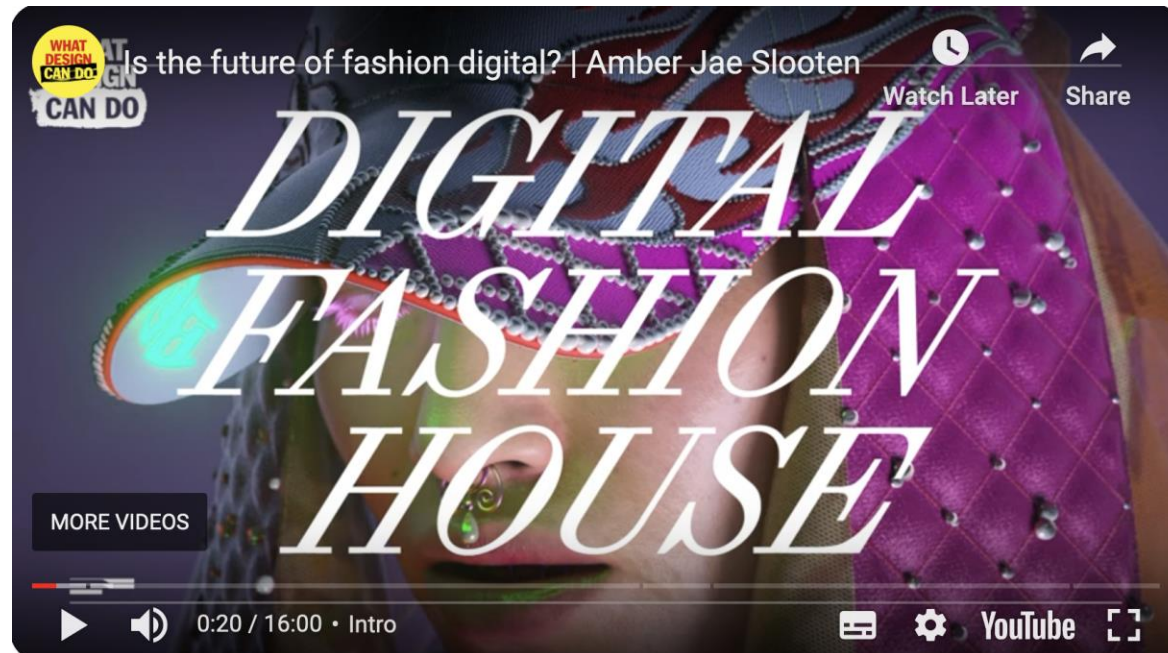 WHAT
DESIGN
CAN DO
CAN DO
Is the future of fashion digital? | Amber Jae Slooten
Watch Later
Share
DIGITAL
FASHION
HOUSE
MORE VIDEOS
0:20 / 16:00 • Intro
YouTube